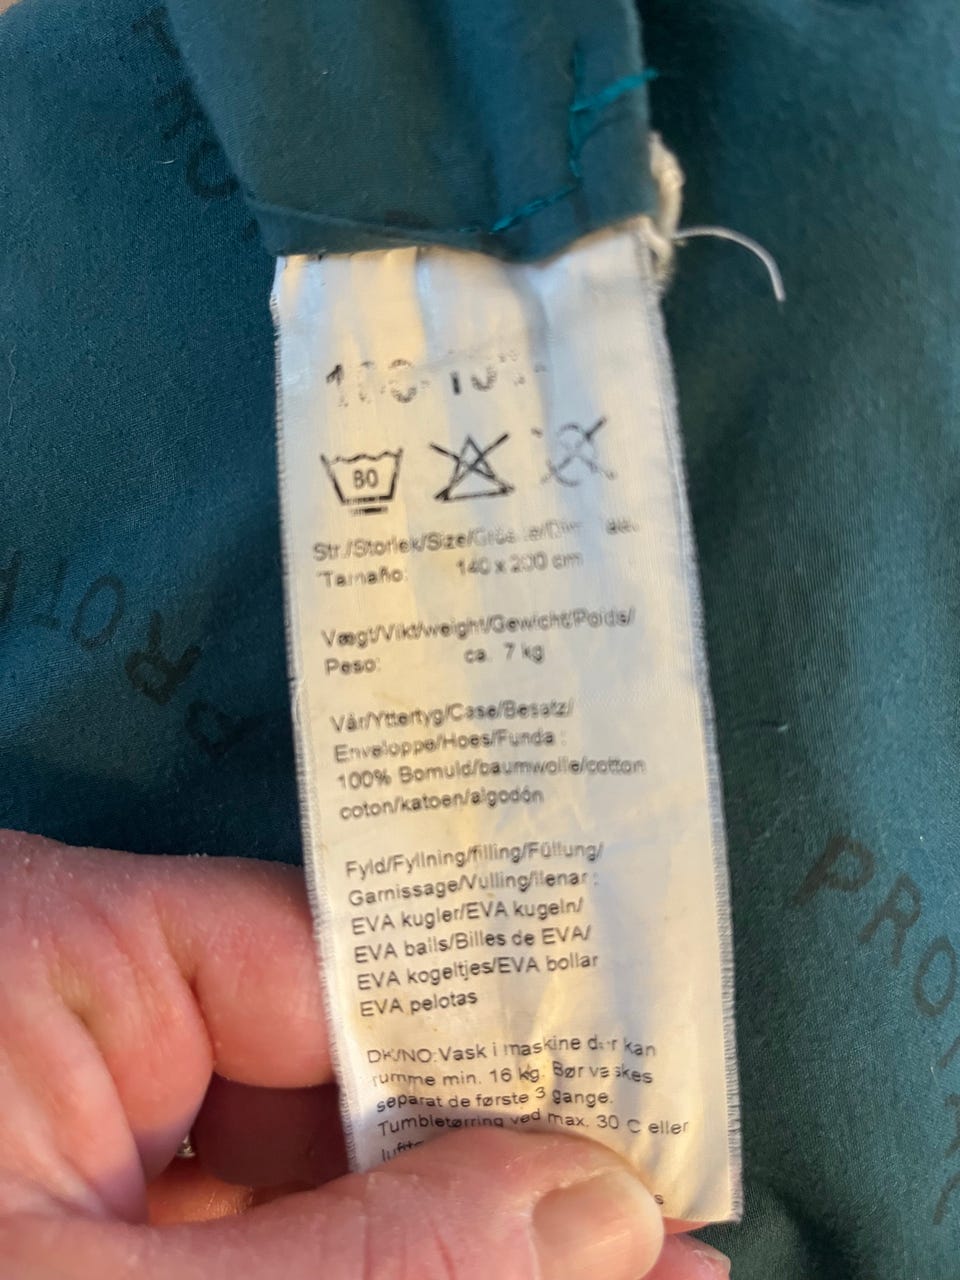 80
Str./Storlek/Size/
Tamaño: 140 x 200 cm
Vægt/Vikt/weight/Gewicht/Poids/
Peso: ca. 7 kg
Vår/Yttertyg/Case/Besatz/
Enveloppe/Hoes/Funda :
100% Bomuld/baumwolle/cotton
coton/katoen/algodón
Fyld/Fyllning/filling/Füllung/
Garnissage/Vulling/llenar :
EVA kugler/EVA kugeln/
EVA balls/Billes de EVA/
EVA kogeltjes/EVA bollar
EVA pelotas
DK/NO: Vask i maskine der kan
rumme min. 16 kg. Bør vaskes
separat de første 3 gange.
Tumbletørring ved max. 30 C eller